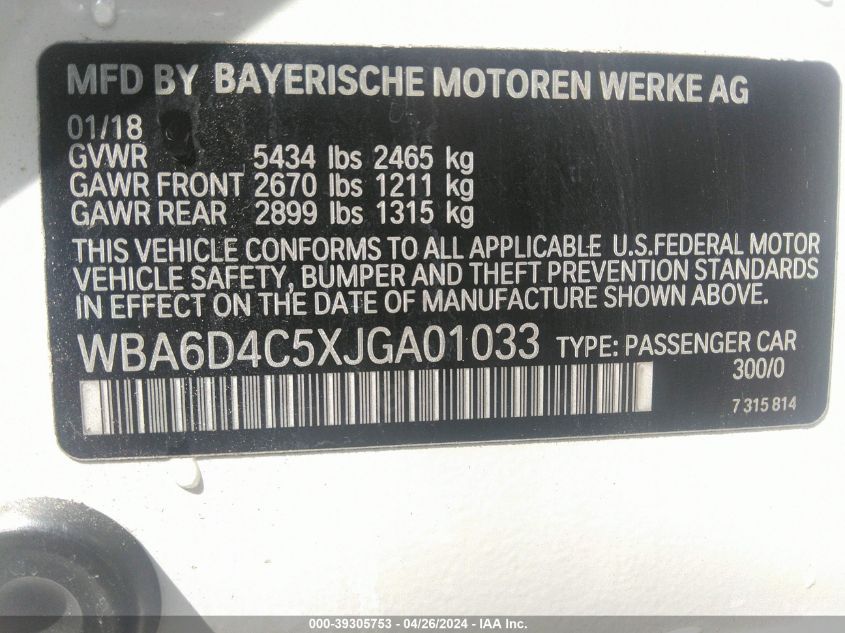 MFD BY BAYERISCHE MOTOREN WERKE AG
01/18
GVWR 5434 lbs 2465 kg
GAWR FRONT 2670 lbs 1211 kg
GAWR REAR 2899 lbs 1315 kg
THIS VEHICLE CONFORMS TO ALL APPLICABLE U.S.FEDERAL MOTOR
VEHICLE SAFETY, BUMPER AND THEFT PREVENTION STANDARDS
IN EFFECT ON THE DATE OF MANUFACTURE SHOWN ABOVE.
WBA6D4C5XJGA01033 TYPE: PASSENGER CAR
300/0
7 315 814
000-39305753 - 04/26/2024 - IAA Inc.